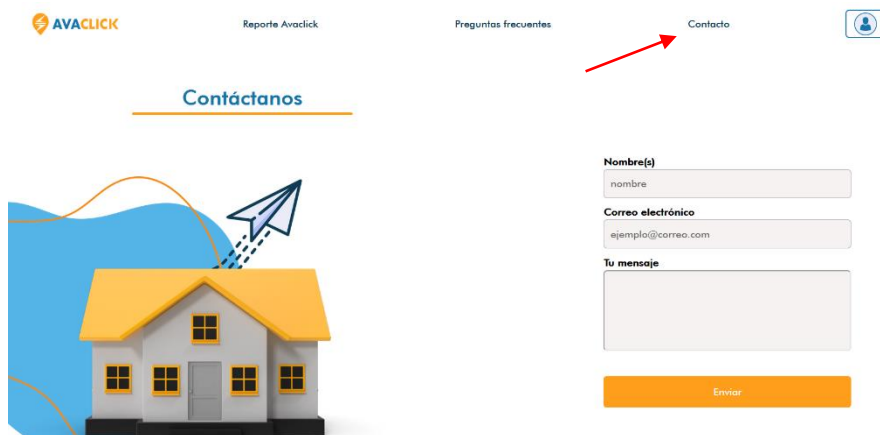 AVACLICK
Reporte Avaclick
Preguntas frecuentes
Contacto
Contáctanos
Nombre(s)
nombre
Correo electrónico
ejemplo@correo.com
Tu mensaje
Enviar